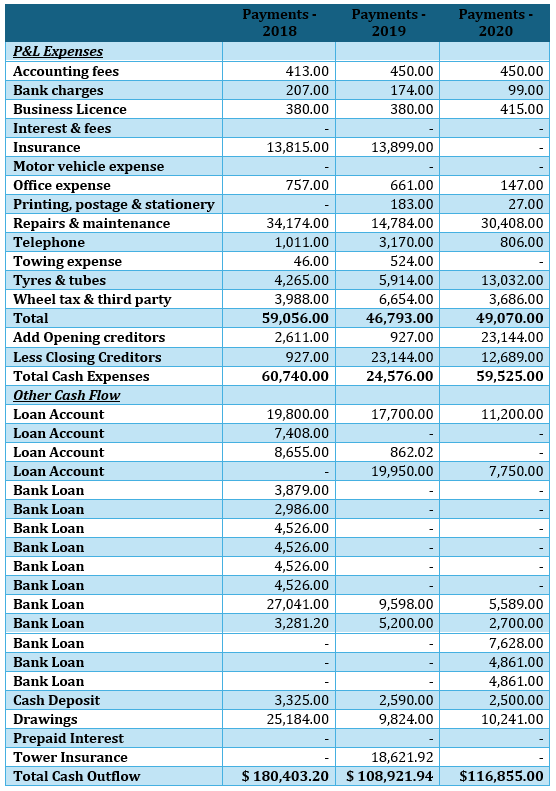 Payments - 2018 Payments - 2019 Payments - 2020
P&L Expenses
Accounting fees 413.00 450.00 450.00
Bank charges 207.00 174.00 99.00
Business Licence 380.00 380.00 415.00
Interest & fees - - -
Insurance 13,815.00 13,899.00 -
Motor vehicle expense - - -
Office expense 757.00 661.00 147.00
Printing, postage & stationery - 183.00 27.00
Repairs & maintenance 34,174.00 14,784.00 30,408.00
Telephone 1,011.00 3,170.00 806.00
Towing expense 46.00 524.00 -
Tyres & tubes 4,265.00 5,914.00 13,032.00
Wheel tax & third party 3,988.00 6,654.00 3,686.00
Total 59,056.00 46,793.00 49,070.00
Add Opening creditors 2,611.00 927.00 23,144.00
Less Closing Creditors 927.00 23,144.00 12,689.00
Total Cash Expenses 60,740.00 24,576.00 59,525.00
Other Cash Flow
Loan Account 19,800.00 17,700.00 11,200.00
Loan Account 7,408.00 - -
Loan Account 8,655.00 862.02 -
Loan Account - 19,950.00 7,750.00
Bank Loan 3,879.00 - -
Bank Loan 2,986.00 - -
Bank Loan 4,526.00 - -
Bank Loan 4,526.00 - -
Bank Loan 4,526.00 - -
Bank Loan 4,526.00 - -
Bank Loan 27,041.00 9,598.00 5,589.00
Bank Loan 3,281.20 5,200.00 2,700.00
Bank Loan - - 7,628.00
Bank Loan - - 4,861.00
Bank Loan - - 4,861.00
Cash Deposit 3,325.00 2,590.00 2,500.00
Drawings 25,184.00 9,824.00 10,241.00
Prepaid Interest - - -
Tower Insurance - 18,621.92 -
Total Cash Outflow $ 180,403.20 $ 108,921.94 $116,855.00